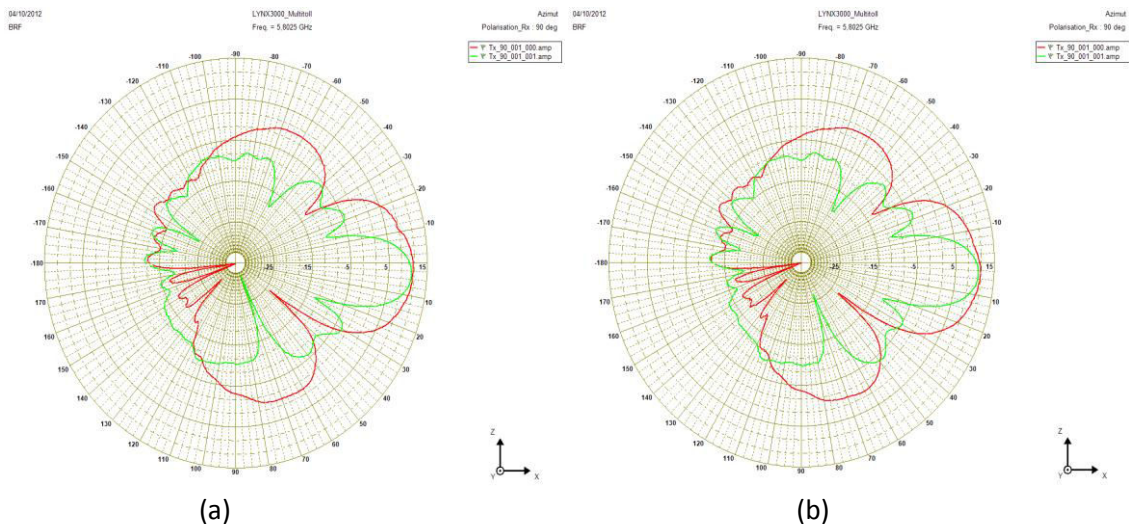 04/10/2012 LYNX3000_Multitoll Azimut
BRF Freq. = 5.8025 GHz Polarisation_Rx : 90 deg
Tx_90_001_000.amp
Tx_90_001_001.amp
-90
-100 -80
-110 -70
-120 -60
-130 -50
-140 -40
-150 -30
-160 -20
-170 -10
-180 -25 -15 -5 5 15
170 10
160 20
150 30
140 40
130 50
120 60
110 70
100 80
90
Z
Y X
(a)
04/10/2012 LYNX3000_Multitoll Azimut
BRF Freq. = 5.8025 GHz Polarisation_Rx : 90 deg
Tx_90_001_000.amp
Tx_90_001_001.amp
-90
-100 -80
-110 -70
-120 -60
-130 -50
-140 -40
-150 -30
-160 -20
-170 -10
-180 -25 -15 -5 5 15
170 10
160 20
150 30
140 40
130 50
120 60
110 70
100 80
90
Z
Y X
(b)